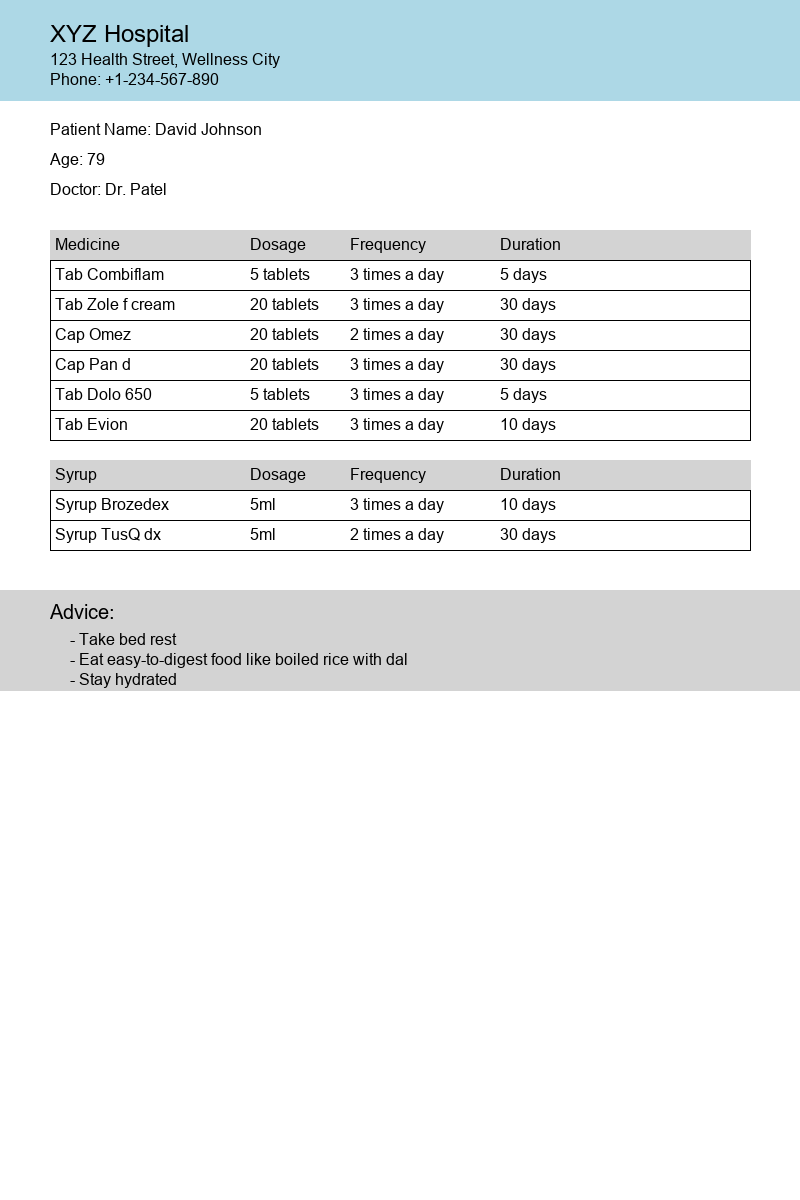 XYZ Hospital
123 Health Street, Wellness City
Phone: +1-234-567-890
Patient Name: David Johnson
Age: 79
Doctor: Dr. Patel
Medicine Dosage Frequency Duration
Tab Combiflam 5 tablets 3 times a day 5 days
Tab Zole f cream 20 tablets 3 times a day 30 days
Cap Omez 20 tablets 2 times a day 30 days
Cap Pan d 20 tablets 3 times a day 30 days
Tab Dolo 650 5 tablets 3 times a day 5 days
Tab Evion 20 tablets 3 times a day 10 days
Syrup Dosage Frequency Duration
Syrup Brozedex 5ml 3 times a day 10 days
Syrup TusQ dx 5ml 2 times a day 30 days
Advice:
- Take bed rest
- Eat easy-to-digest food like boiled rice with dal
- Stay hydrated